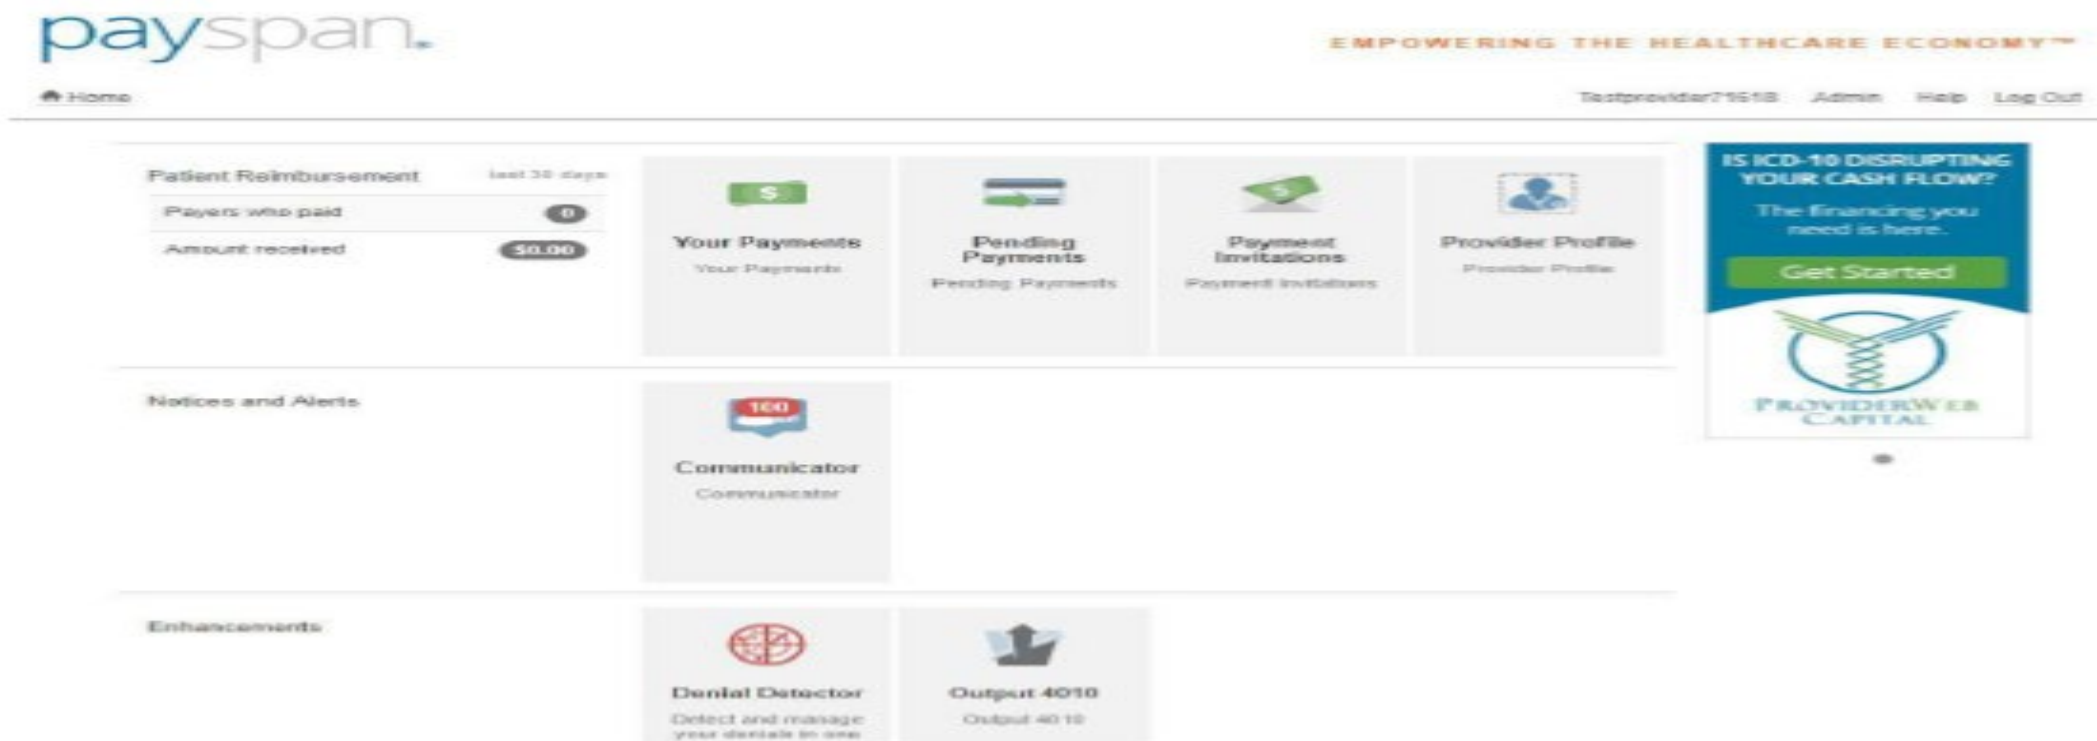 payspan.
EMPOWERING THE HEALTHCARE ECONOMY™
Home
Testprovider71618 Admin Help Log Out
Patient Reimbursement last 30 days
Payers who paid 0
Amount received $0.00
Your Payments
Your Payments
Pending
Payments
Pending Payments
Payment
Invitations
Payment Invitations
Provider Profile
Provider Profile
IS ICD-10 DISRUPTING
YOUR CASH FLOW?
The financing you
need is here.
Get Started
PROVIDERWEB
CAPITAL
Notices and Alerts
100
Communicator
Communicator
Enhancements
Denial Detector
Detect and manage
your denials in one
Output 4010
Output 4010